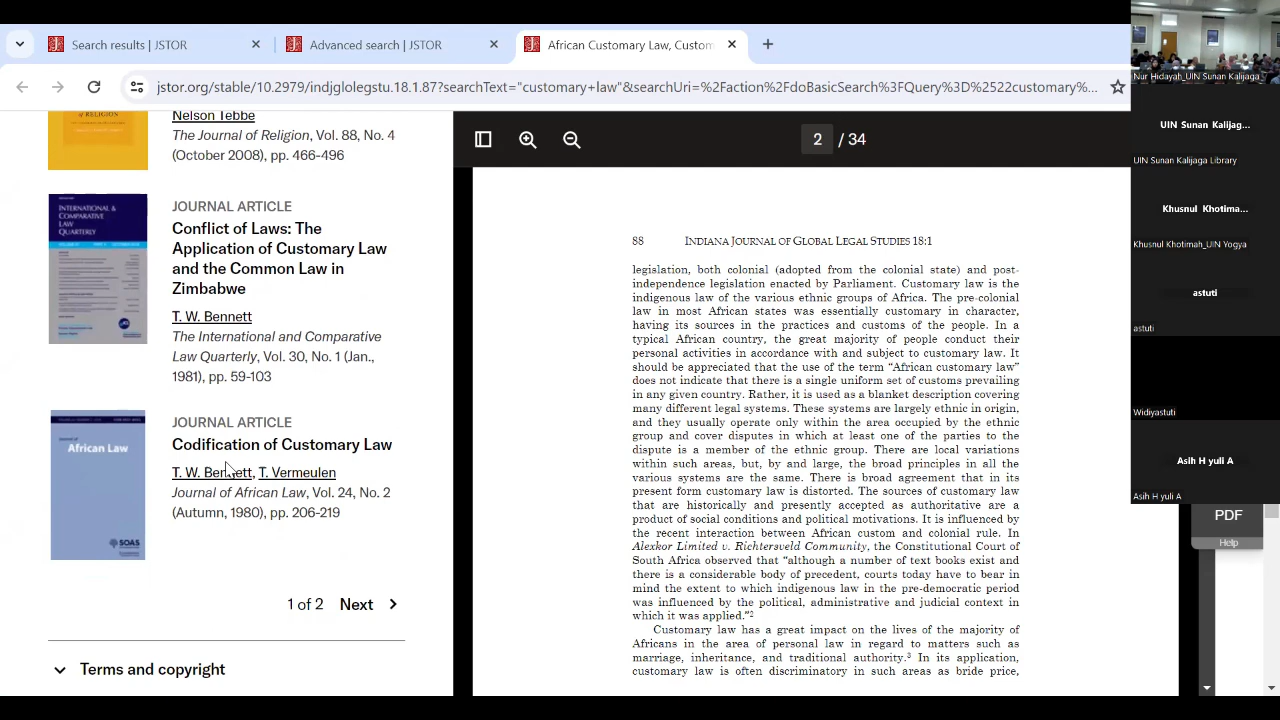 Search results | JSTOR
Advanced search | JSTOR
African Customary Law, Custom
jstor.org/stable/10.2979/indjglolegstu.18.1.87?searchText="customary+law"&searchUri=%2Faction%2FdoBasicSearch%3FQuery%3D%2522customary%...
of RELIGION
Nelson Tebbe
The Journal of Religion, Vol. 88, No. 4
(October 2008), pp. 466-496
INTERNATIONAL &
COMPARATIVE
LAW
QUARTERLY
JOURNAL ARTICLE
Conflict of Laws: The
Application of Customary Law
and the Common Law in
Zimbabwe
T. W. Bennett
The International and Comparative
Law Quarterly, Vol. 30, No. 1 (Jan.,
1981), pp. 59-103
Journal of
African Law
SOAS
JOURNAL ARTICLE
Codification of Customary Law
T. W. Bennett, T. Vermeulen
Journal of African Law, Vol. 24, No. 2
(Autumn, 1980), pp. 206-219
1 of 2 Next
Terms and copyright
2 / 34
88 INDIANA JOURNAL OF GLOBAL LEGAL STUDIES 18:1
legislation, both colonial (adopted from the colonial state) and post-
independence legislation enacted by Parliament. Customary law is the
indigenous law of the various ethnic groups of Africa. The pre-colonial
law in most African states was essentially customary in character,
having its sources in the practices and customs of the people. In a
typical African country, the great majority of people conduct their
personal activities in accordance with and subject to customary law. It
should be appreciated that the use of the term “African customary law”
does not indicate that there is a single uniform set of customs prevailing
in any given country. Rather, it is used as a blanket description covering
many different legal systems. These systems are largely ethnic in origin,
and they usually operate only within the area occupied by the ethnic
group and cover disputes in which at least one of the parties to the
dispute is a member of the ethnic group. There are local variations
within such areas, but, by and large, the broad principles in all the
various systems are the same. There is broad agreement that in its
present form customary law is distorted. The sources of customary law
that are historically and presently accepted as authoritative are a
product of social conditions and political motivations. It is influenced by
the recent interaction between African custom and colonial rule. In
Alexkor Limited v. Richtersveld Community, the Constitutional Court of
South Africa observed that “although a number of text books exist and
there is a considerable body of precedent, courts today have to bear in
mind the extent to which indigenous law in the pre-democratic period
was influenced by the political, administrative and judicial context in
which it was applied.”2
Customary law has a great impact on the lives of the majority of
Africans in the area of personal law in regard to matters such as
marriage, inheritance, and traditional authority.3 In its application,
customary law is often discriminatory in such areas as bride price,
Nur Hidayah_UIN Sunan Kalijaga_
UIN Sunan Kalijag...
UIN Sunan Kalijaga Library
Khusnul Khotima...
Khusnul Khotimah_UIN Yogya
astuti
astuti
Widiyastuti
Asih H yuli A
Asih H yuli A
PDF
Help